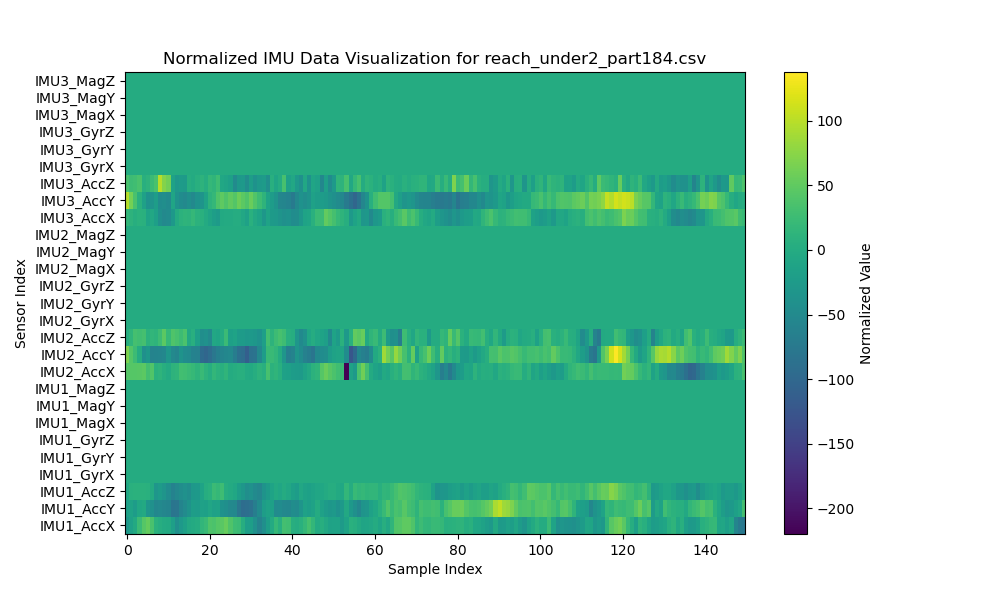 Normalized IMU Data Visualization for reach_under2_part184.csv
IMU3_MagZ
IMU3_MagY
IMU3_MagX
IMU3_GyrZ
IMU3_GyrY
IMU3_GyrX
IMU3_AccZ
IMU3_AccY
IMU3_AccX
IMU2_MagZ
IMU2_MagY
IMU2_MagX
IMU2_GyrZ
IMU2_GyrY
IMU2_GyrX
IMU2_AccZ
IMU2_AccY
IMU2_AccX
IMU1_MagZ
IMU1_MagY
IMU1_MagX
IMU1_GyrZ
IMU1_GyrY
IMU1_GyrX
IMU1_AccZ
IMU1_AccY
IMU1_AccX
Sensor Index
0 20 40 60 80 100 120 140
Sample Index
100
50
0
−50
−100
−150
−200
Normalized Value